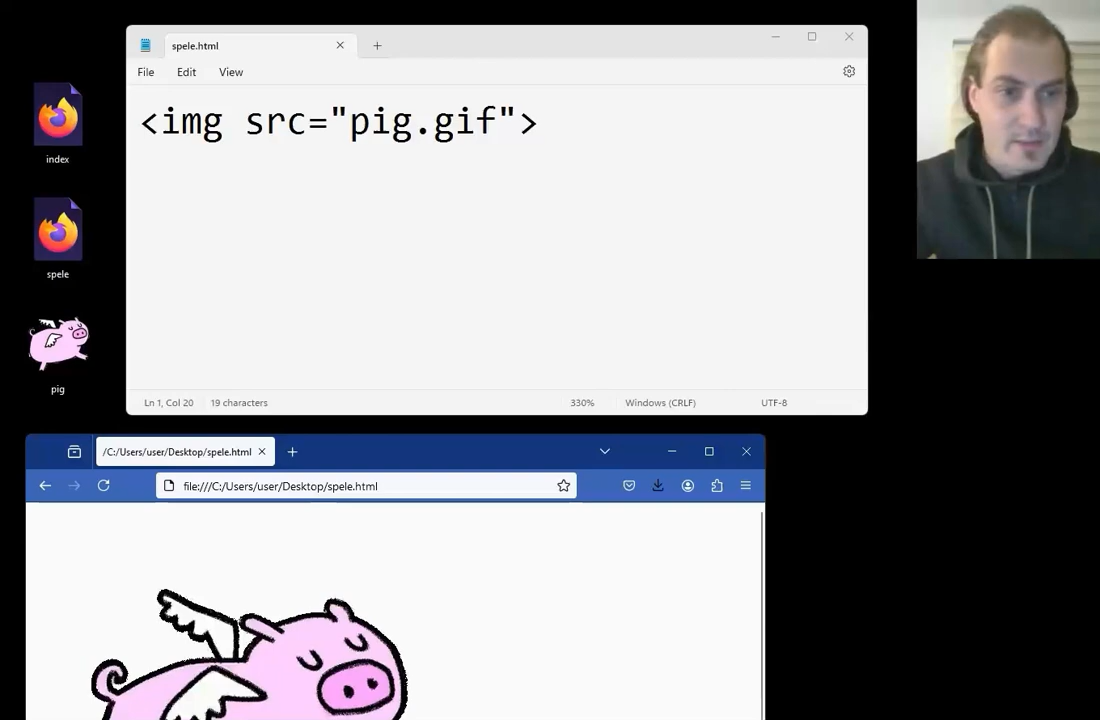 spele.html
File Edit View
<img src="pig.gif">
index
spele
pig
Ln 1, Col 20 19 characters 330% Windows (CRLF) UTF-8
/C:/Users/user/Desktop/spele.html
file:///C:/Users/user/Desktop/spele.html